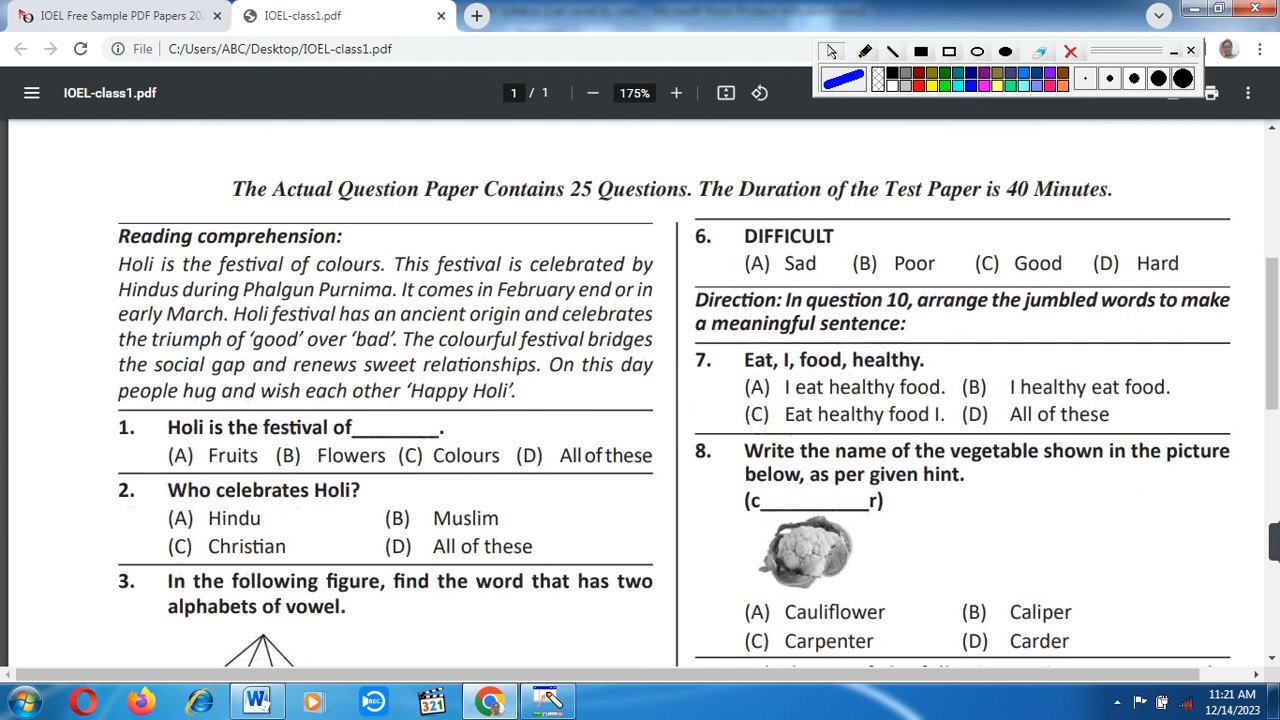 IOEL Free Sample PDF Papers 202
IOEL-class1.pdf
File
C:/Users/ABC/Desktop/IOEL-class1.pdf
IOEL-class1.pdf
1 / 1
175%
The Actual Question Paper Contains 25 Questions. The Duration of the Test Paper is 40 Minutes.
Reading comprehension:
Holi is the festival of colours. This festival is celebrated by
Hindus during Phalgun Purnima. It comes in February end or in
early March. Holi festival has an ancient origin and celebrates
the triumph of ‘good’ over ‘bad’. The colourful festival bridges
the social gap and renews sweet relationships. On this day
people hug and wish each other ‘Happy Holi’.
1. Holi is the festival of________.
(A) Fruits (B) Flowers (C) Colours (D) All of these
2. Who celebrates Holi?
(A) Hindu (B) Muslim
(C) Christian (D) All of these
3. In the following figure, find the word that has two
alphabets of vowel.
6. DIFFICULT
(A) Sad (B) Poor (C) Good (D) Hard
Direction: In question 10, arrange the jumbled words to make
a meaningful sentence:
7. Eat, I, food, healthy.
(A) I eat healthy food. (B) I healthy eat food.
(C) Eat healthy food I. (D) All of these
8. Write the name of the vegetable shown in the picture
below, as per given hint.
(c__________r)
(A) Cauliflower (B) Caliper
(C) Carpenter (D) Carder
REC
321
11:21 AM
12/14/2023